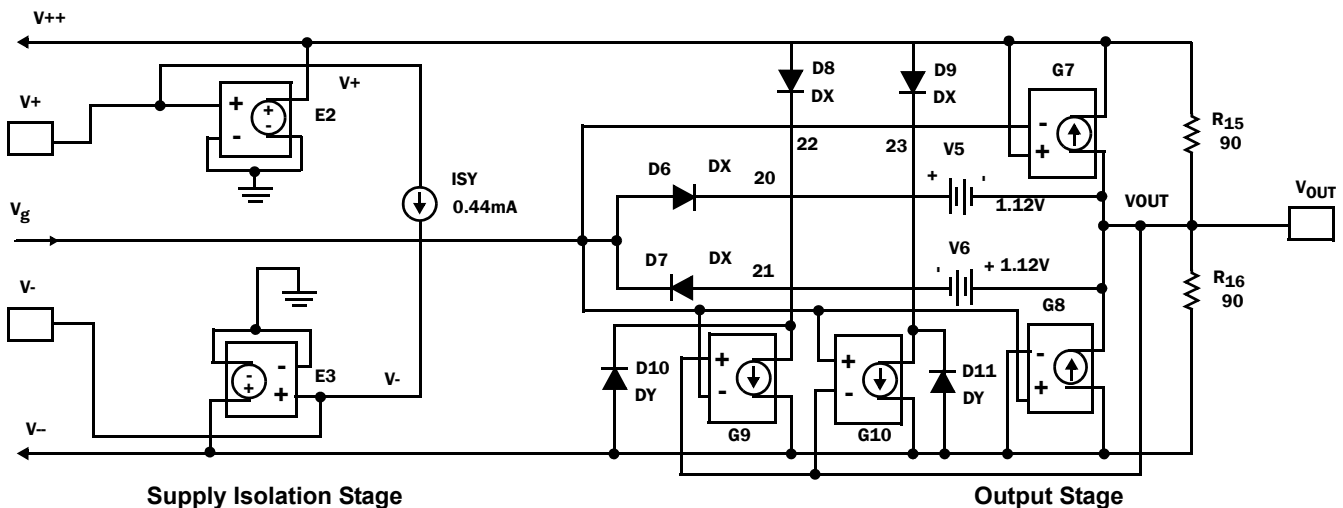 V++
V+
V+
+
-
+
-
E2
ISY
0.44mA
Vg
V-
-
+
-
+
E3
V-
V--
Supply Isolation Stage
D8
DX
D9
DX
22
23
G7
-
+
R15
90
D6
DX
20
V5
+
-
1.12V
VOUT
VOUT
D7
DX
21
V6
-
+ 1.12V
R16
90
G8
-
+
D10
DY
+
-
G9
+
-
G10
D11
DY
Output Stage